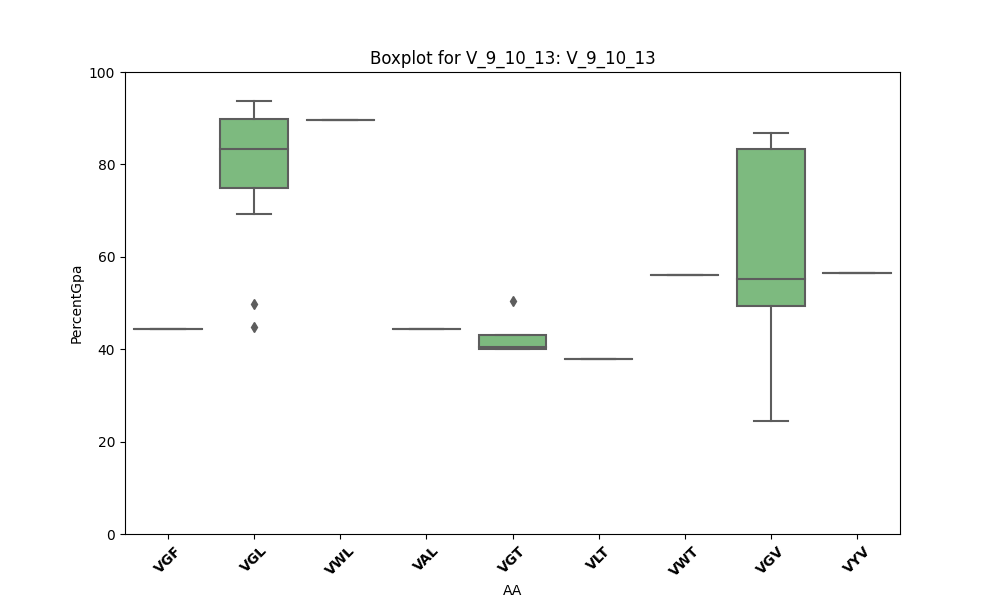 Boxplot for V_9_10_13: V_9_10_13
PercentGpa
100
80
60
40
20
0
VGF VGL VWL VAL VGT VLT VWT VGV VYV
AA